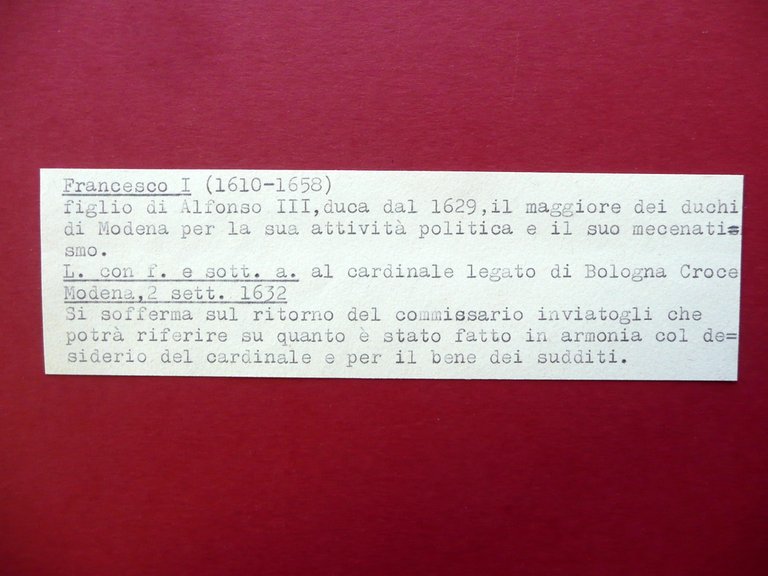 Francesco I (1610-1658)
figlio di Alfonso III,duca dal 1629,il maggiore dei duchi
di Modena per la sua attività politica e il suo mecenati=
smo.
L. con f. e sott. a. al cardinale legato di Bologna Croce
Modena,2 sett. 1632
Si sofferma sul ritorno del commissario inviatogli che
potrà riferire su quanto è stato fatto in armonia col de=
siderio del cardinale e per il bene dei sudditi.